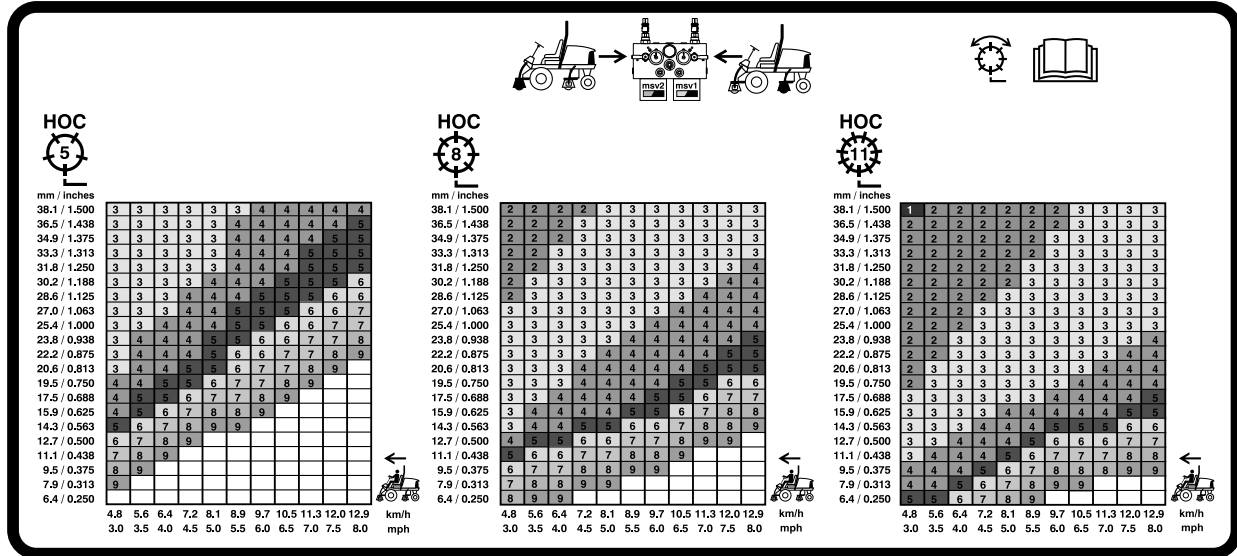 msv2 msv1
HOC
5
mm / inches
38.1 / 1.500 3 3 3 3 3 3 4 4 4 4 4
36.5 / 1.438 3 3 3 3 3 4 4 4 4 4 5
34.9 / 1.375 3 3 3 3 3 4 4 4 4 5 5
33.3 / 1.313 3 3 3 3 3 4 4 4 5 5 5
31.8 / 1.250 3 3 3 3 3 4 4 4 5 5 5
30.2 / 1.188 3 3 3 3 4 4 4 5 5 5 6
28.6 / 1.125 3 3 3 4 4 4 5 5 5 6 6
27.0 / 1.063 3 3 3 4 4 5 5 5 6 6 7
25.4 / 1.000 3 3 4 4 4 5 5 6 6 7 7
23.8 / 0.938 3 4 4 4 5 5 6 6 7 7 8
22.2 / 0.875 3 4 4 4 5 6 6 7 7 8 9
20.6 / 0.813 3 4 4 5 5 6 7 7 8 9
19.5 / 0.750 4 4 5 5 6 7 7 8 9
17.5 / 0.688 4 5 5 6 7 7 8 9
15.9 / 0.625 4 5 6 7 8 8 9
14.3 / 0.563 5 6 7 8 9 9
12.7 / 0.500 6 7 8 9
11.1 / 0.438 7 8 9
9.5 / 0.375 8 9
7.9 / 0.313 9
6.4 / 0.250
4.8 5.6 6.4 7.2 8.1 8.9 9.7 10.5 11.3 12.0 12.9 km/h
3.0 3.5 4.0 4.5 5.0 5.5 6.0 6.5 7.0 7.5 8.0 mph
HOC
8
mm / inches
38.1 / 1.500 2 2 2 2 3 3 3 3 3 3 3
36.5 / 1.438 2 2 2 3 3 3 3 3 3 3 3
34.9 / 1.375 2 2 2 3 3 3 3 3 3 3 3
33.3 / 1.313 2 2 3 3 3 3 3 3 3 3 3
31.8 / 1.250 2 2 3 3 3 3 3 3 3 3 4
30.2 / 1.188 2 3 3 3 3 3 3 3 3 4 4
28.6 / 1.125 2 3 3 3 3 3 3 3 4 4 4
27.0 / 1.063 3 3 3 3 3 3 3 4 4 4 4
25.4 / 1.000 3 3 3 3 3 3 4 4 4 4 4
23.8 / 0.938 3 3 3 3 3 4 4 4 4 4 5
22.2 / 0.875 3 3 3 3 4 4 4 4 4 5 5
20.6 / 0.813 3 3 3 4 4 4 4 5 5 5 5
19.5 / 0.750 3 3 3 4 4 4 4 5 5 6 6
17.5 / 0.688 3 3 4 4 4 4 5 5 6 7 7
15.9 / 0.625 3 4 4 4 4 5 5 6 7 8 8
14.3 / 0.563 3 4 4 5 5 6 6 7 8 8 9
12.7 / 0.500 4 5 5 6 6 7 7 8 9 9
11.1 / 0.438 5 6 6 7 7 8 8 9
9.5 / 0.375 6 7 7 8 8 9 9
7.9 / 0.313 7 8 8 9 9
6.4 / 0.250 8 9 9
4.8 5.6 6.4 7.2 8.1 8.9 9.7 10.5 11.3 12.0 12.9 km/h
3.0 3.5 4.0 4.5 5.0 5.5 6.0 6.5 7.0 7.5 8.0 mph
HOC
11
mm / inches
38.1 / 1.500 1 2 2 2 2 2 2 3 3 3 3
36.5 / 1.438 2 2 2 2 2 2 2 3 3 3 3
34.9 / 1.375 2 2 2 2 2 2 3 3 3 3 3
33.3 / 1.313 2 2 2 2 2 2 3 3 3 3 3
31.8 / 1.250 2 2 2 2 2 3 3 3 3 3 3
30.2 / 1.188 2 2 2 2 2 3 3 3 3 3 3
28.6 / 1.125 2 2 2 2 3 3 3 3 3 3 3
27.0 / 1.063 2 2 2 3 3 3 3 3 3 3 3
25.4 / 1.000 2 2 2 3 3 3 3 3 3 3 3
23.8 / 0.938 2 2 3 3 3 3 3 3 3 3 4
22.2 / 0.875 2 2 3 3 3 3 3 3 3 4 4
20.6 / 0.813 2 3 3 3 3 3 3 3 4 4 4
19.5 / 0.750 2 3 3 3 3 3 3 4 4 4 4
17.5 / 0.688 3 3 3 3 3 3 4 4 4 4 5
15.9 / 0.625 3 3 3 3 4 4 4 4 4 5 5
14.3 / 0.563 3 3 3 4 4 4 5 5 5 6 6
12.7 / 0.500 3 3 4 4 4 5 6 6 6 7 7
11.1 / 0.438 3 4 4 4 5 6 6 7 7 8 8
9.5 / 0.375 4 4 4 5 6 7 8 8 8 9 9
7.9 / 0.313 4 4 5 6 7 8 9 9
6.4 / 0.250 5 5 6 7 8 9
4.8 5.6 6.4 7.2 8.1 8.9 9.7 10.5 11.3 12.0 12.9 km/h
3.0 3.5 4.0 4.5 5.0 5.5 6.0 6.5 7.0 7.5 8.0 mph